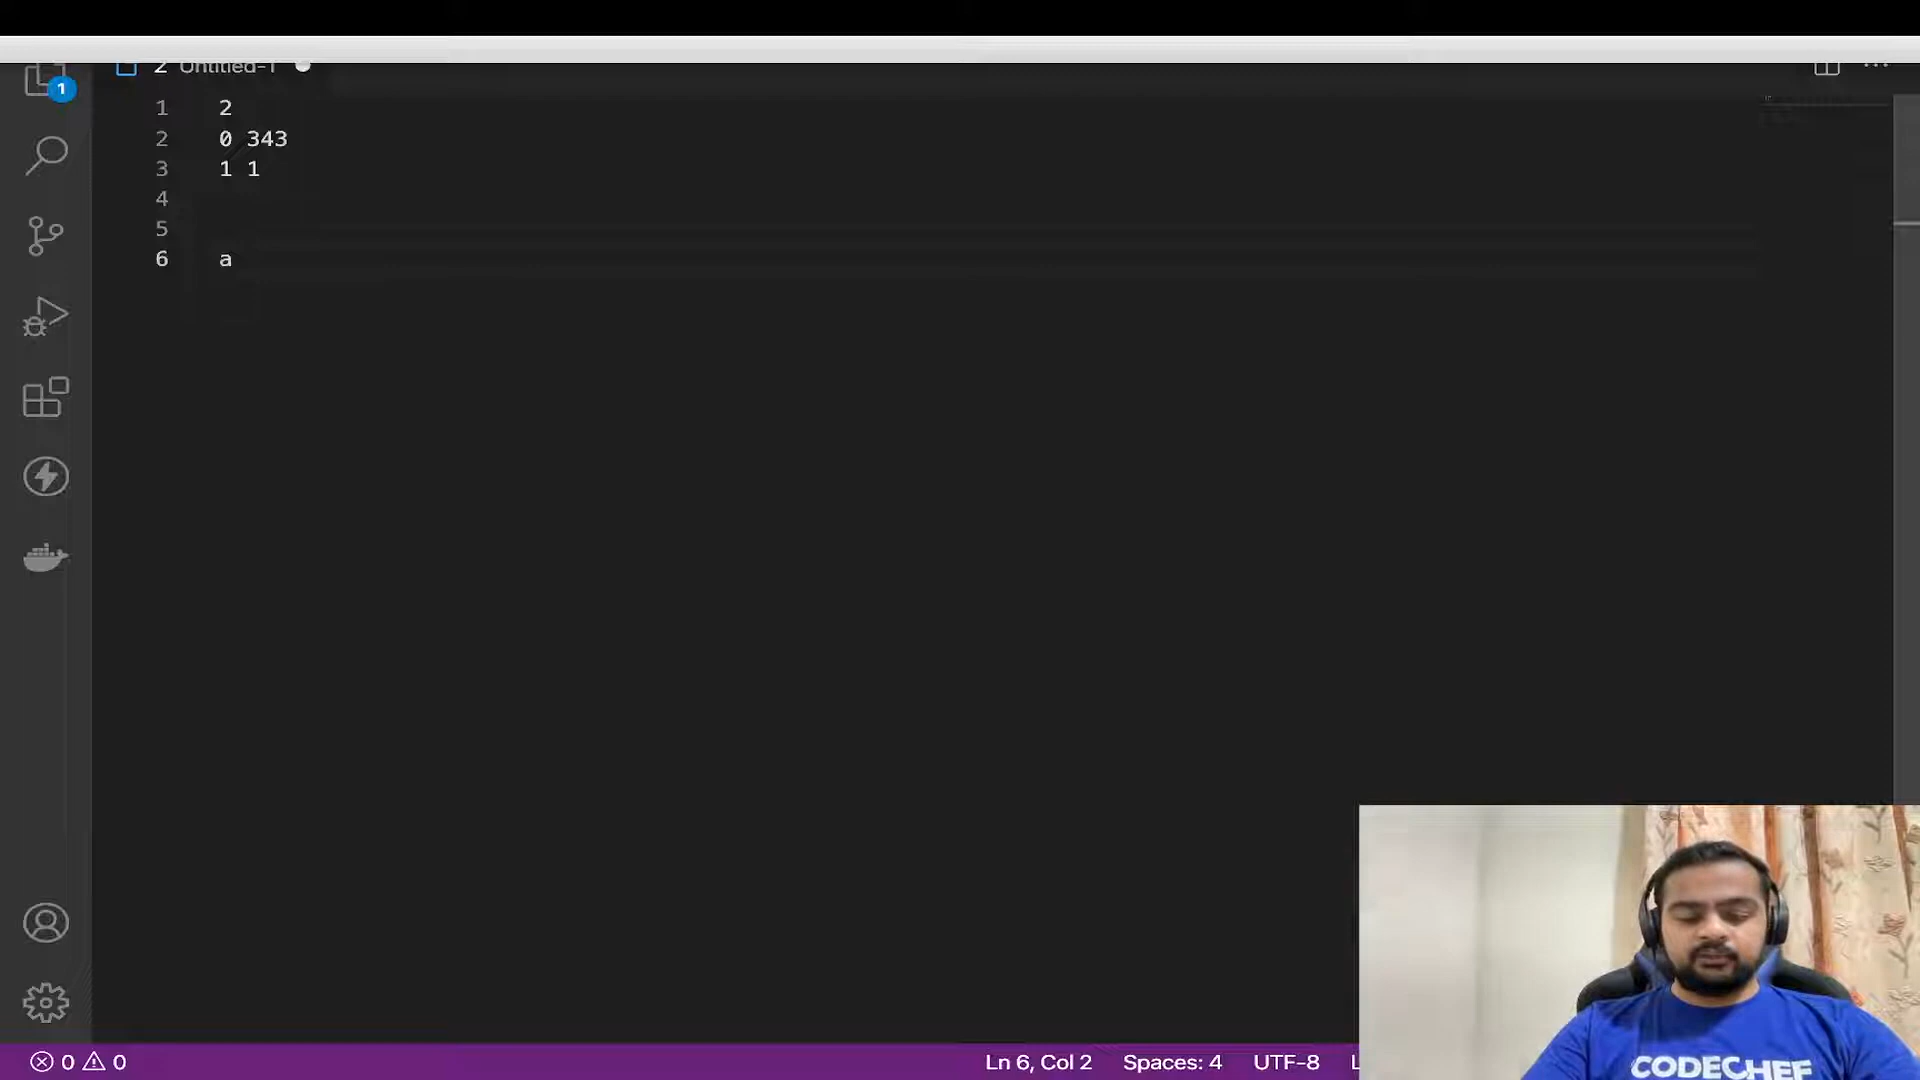 1
2 Untitled-1
1 2
2 0 343
3 1 1
4
5
6 a
0 0 Ln 6, Col 2 Spaces: 4 UTF-8 L
CODECHEF